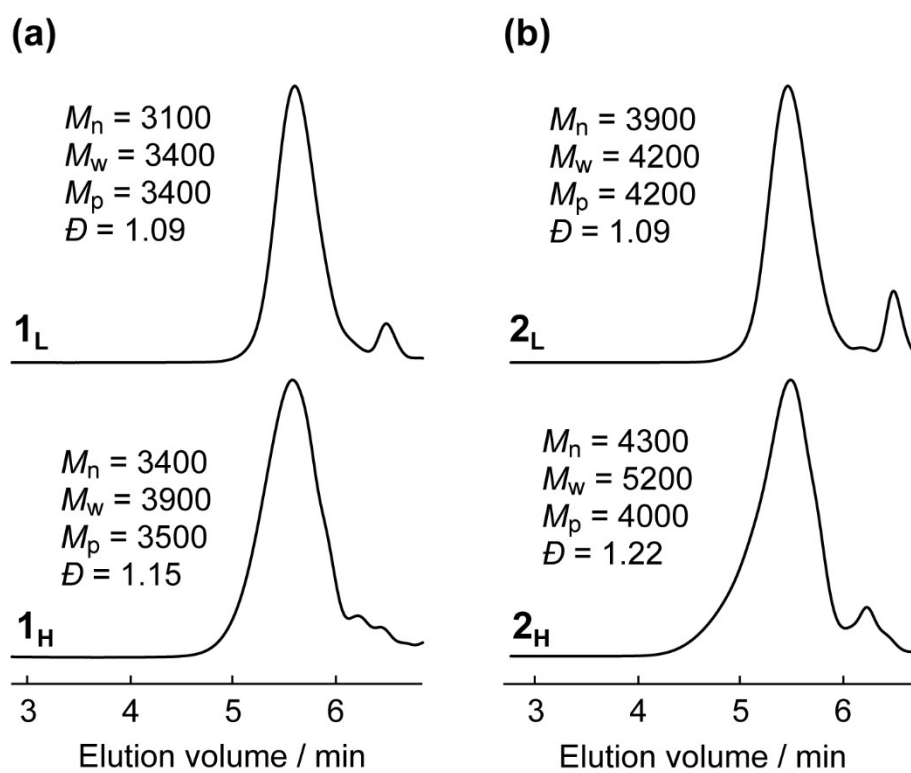 (a)
Mn = 3100
Mw = 3400
Mp = 3400
Đ = 1.09
1L
Mn = 3400
Mw = 3900
Mp = 3500
Đ = 1.15
1H
3 4 5 6
Elution volume / min
(b)
Mn = 3900
Mw = 4200
Mp = 4200
Đ = 1.09
2L
Mn = 4300
Mw = 5200
Mp = 4000
Đ = 1.22
2H
3 4 5 6
Elution volume / min